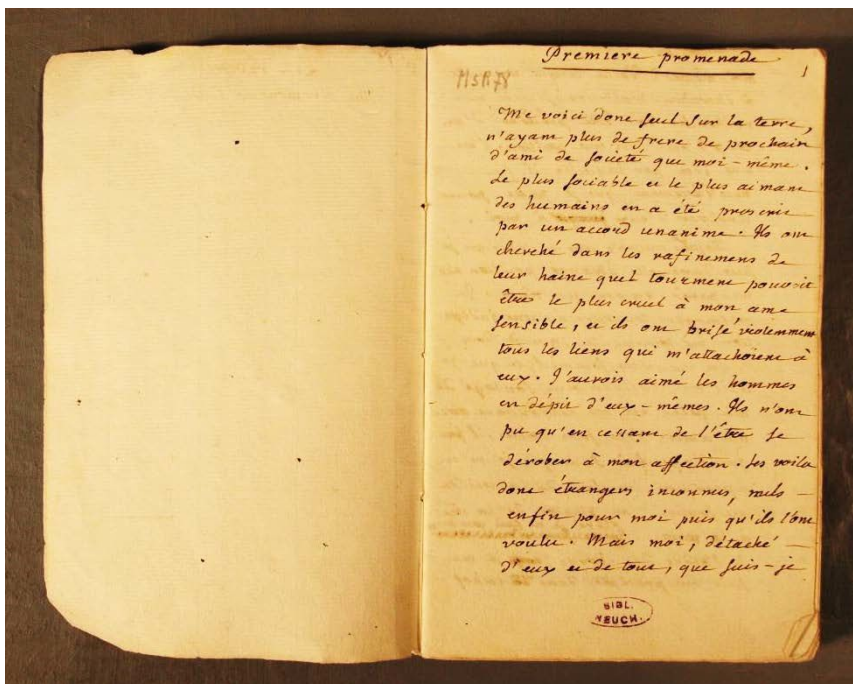 Premiere promenade
1
MsR78
Me voici donc seul sur la terre,
n'ayant plus de frere de prochain
d'ami de société que moi-même.
Le plus sociable et le plus aimant
des humains en a été proscrit
par un accord unanime. Ils ont
cherché dans les rafinemens de
leur haine quel tourment pouvoit
être le plus cruel à mon ame
sensible, et ils ont brisé violemment
tous les liens qui m'attachoient à
eux. J'aurois aimé les hommes
en dépit d'eux-mêmes. Ils n'ont
pu qu'en cessant de l'être se
dérober à mon affection. Les voila
donc étrangers inconnus, nuls —
enfin pour moi puis qu'ils l'ont
voulu. Mais moi, détaché —
d'eux et de tout, que suis-je
BIBL.
NEUCH.